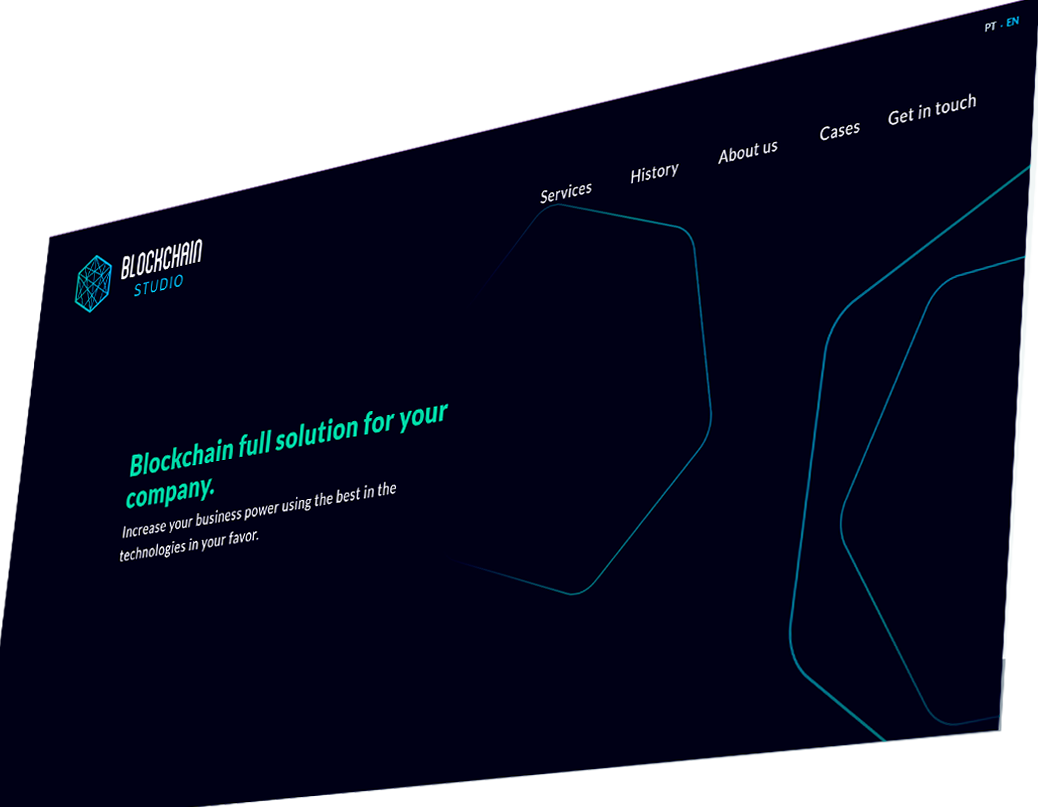 PT . EN
Services History About us Cases Get in touch
BLOCKCHAIN
STUDIO
Blockchain full solution for your
company.
Increase your business power using the best in the
technologies in your favor.